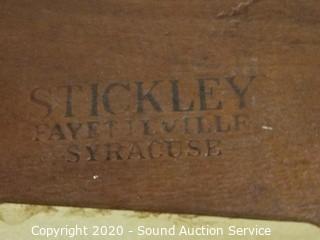 STICKLEY
FAYETTEVILLE
SYRACUSE
Copyright 2020 - Sound Auction Service